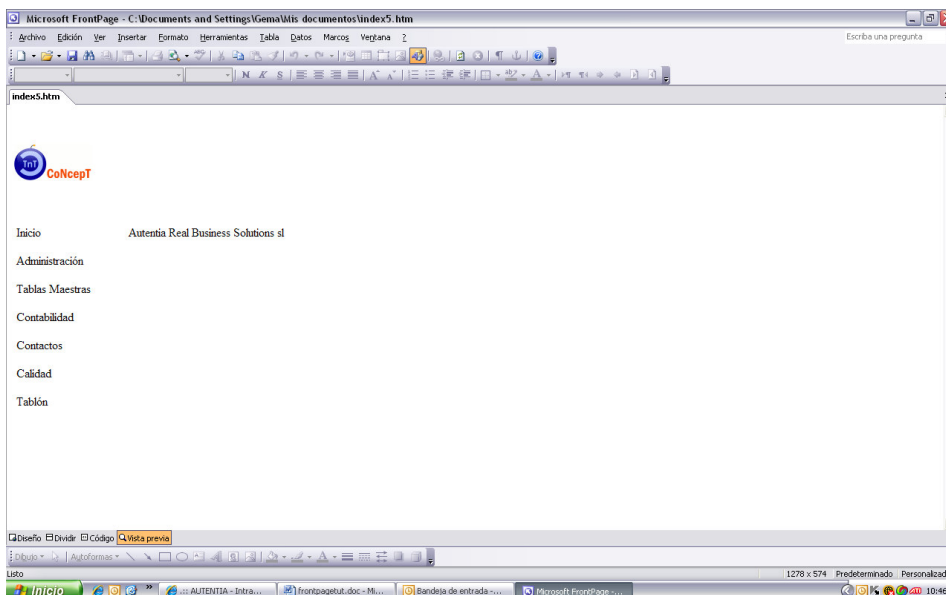 Microsoft FrontPage - C:\Documents and Settings\Gema\Mis documentos\index5.htm
Archivo Edición Ver Insertar Formato Herramientas Tabla Datos Marcos Ventana ?
Escriba una pregunta
N K S
index5.htm
TnT
CoNcepT
Inicio
Autentia Real Business Solutions sl
Administración
Tablas Maestras
Contabilidad
Contactos
Calidad
Tablón
Diseño Dividir Código Vista previa
Dibujo Autoformas
Listo
1278 x 574 Predeterminado Personalizad
Inicio
.:: AUTENTIA - Intra...
frontpagetut.doc - Mi...
Bandeja de entrada -...
Microsoft FrontPage -...
10:46